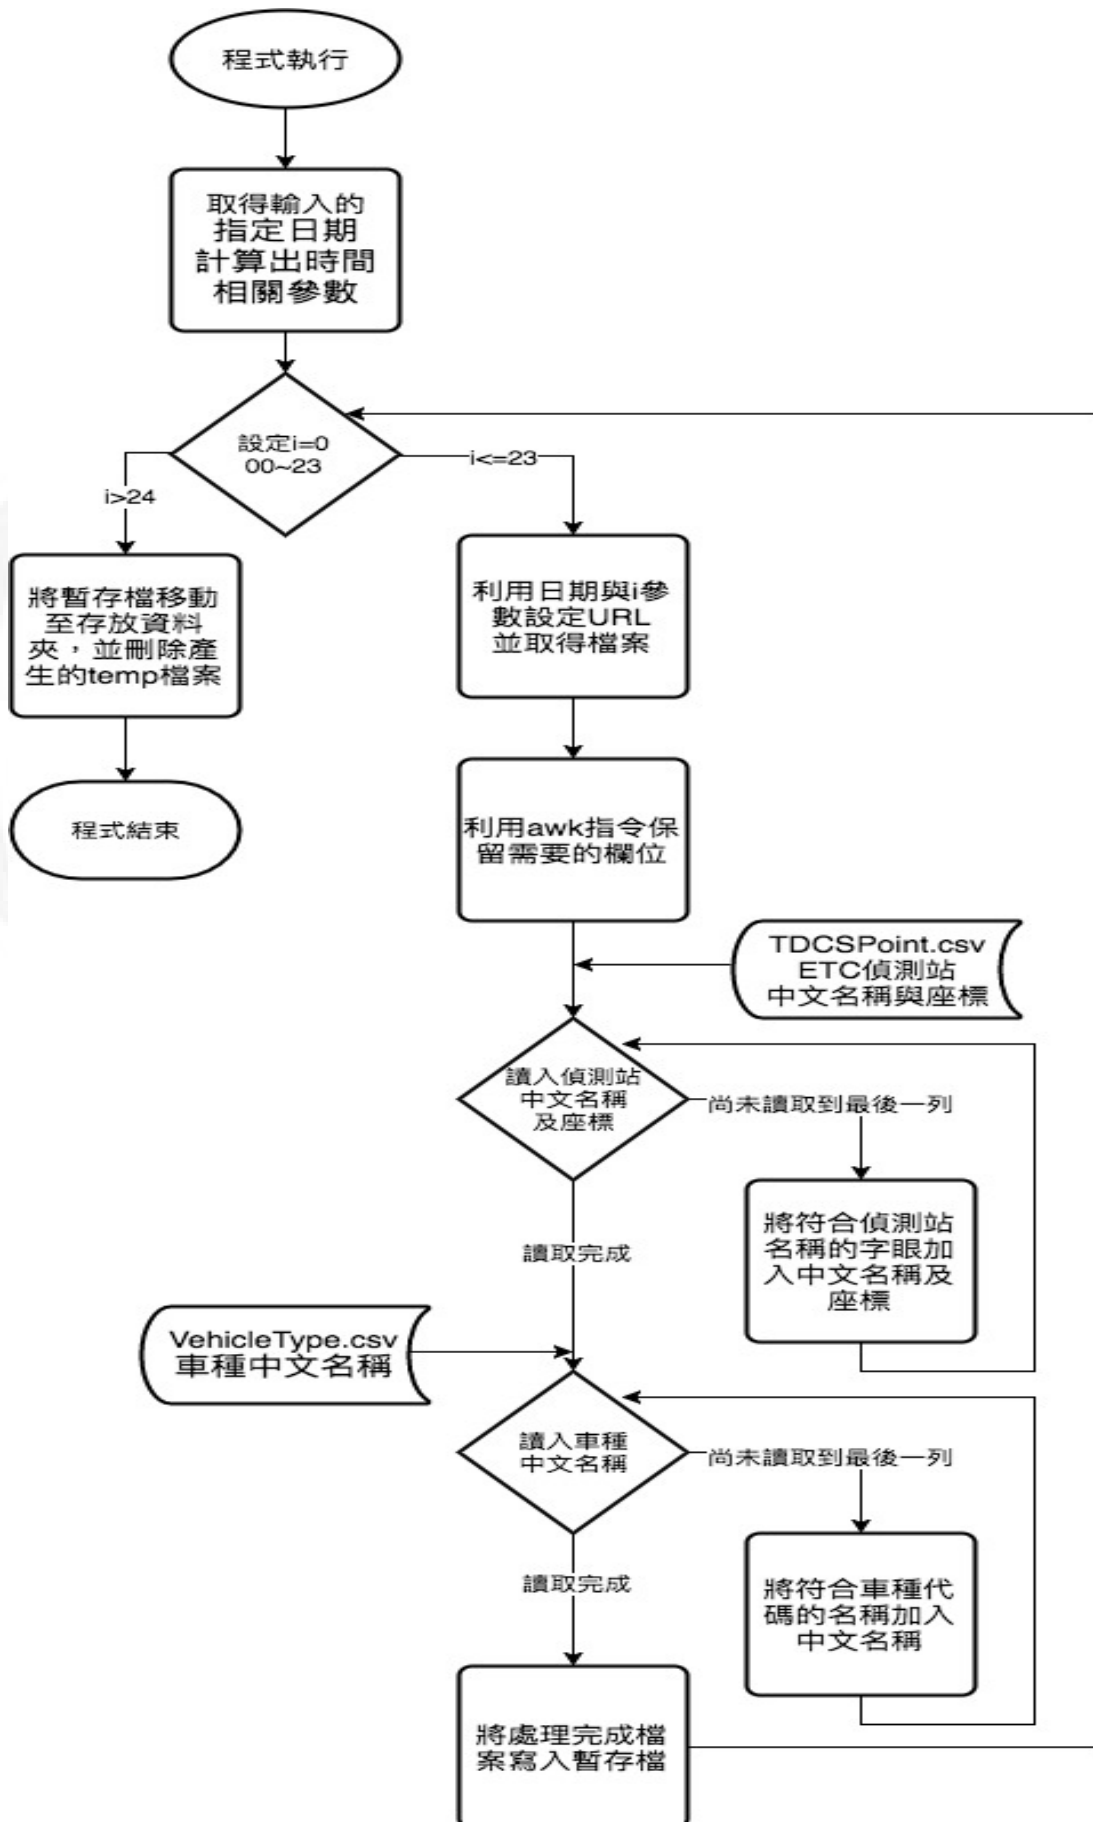 程式執行
取得輸入的
指定日期
計算出時間
相關參數
設定i=0
00~23
i>24
i<=23
將暫存檔移動
至存放資料
夾，並刪除產
生的temp檔案
程式結束
利用日期與i參
數設定URL
並取得檔案
利用awk指令保
留需要的欄位
TDCSPoint.csv
ETC偵測站
中文名稱與座標
讀入偵測站
中文名稱
及座標
尚未讀取到最後一列
將符合偵測站
名稱的字眼加
入中文名稱及
座標
讀取完成
VehicleType.csv
車種中文名稱
讀入車種
中文名稱
尚未讀取到最後一列
將符合車種代
碼的名稱加入
中文名稱
讀取完成
將處理完成檔
案寫入暫存檔